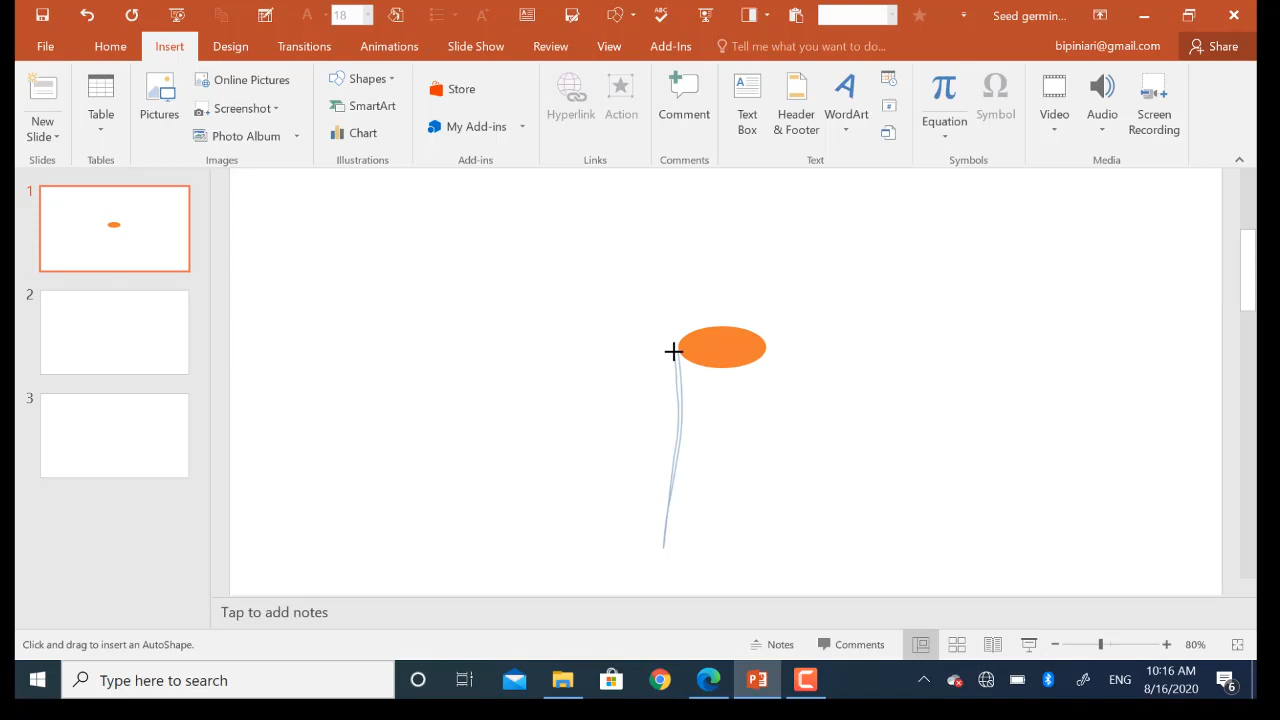 18
Seed germin...
File
Home
Insert
Design
Transitions
Animations
Slide Show
Review
View
Add-Ins
Tell me what you want to do...
bipiniari@gmail.com
Share
New
Slide
Slides
Table
Tables
Pictures
Online Pictures
Screenshot
Photo Album
Images
Shapes
SmartArt
Chart
Illustrations
Store
My Add-ins
Add-ins
Hyperlink
Action
Links
Comment
Comments
Text
Box
Header
& Footer
WordArt
Text
Equation
Symbol
Symbols
Video
Audio
Screen
Recording
Media
1
2
3
Tap to add notes
Click and drag to insert an AutoShape.
Notes
Comments
80%
Type here to search
ENG
10:16 AM
8/16/2020
6